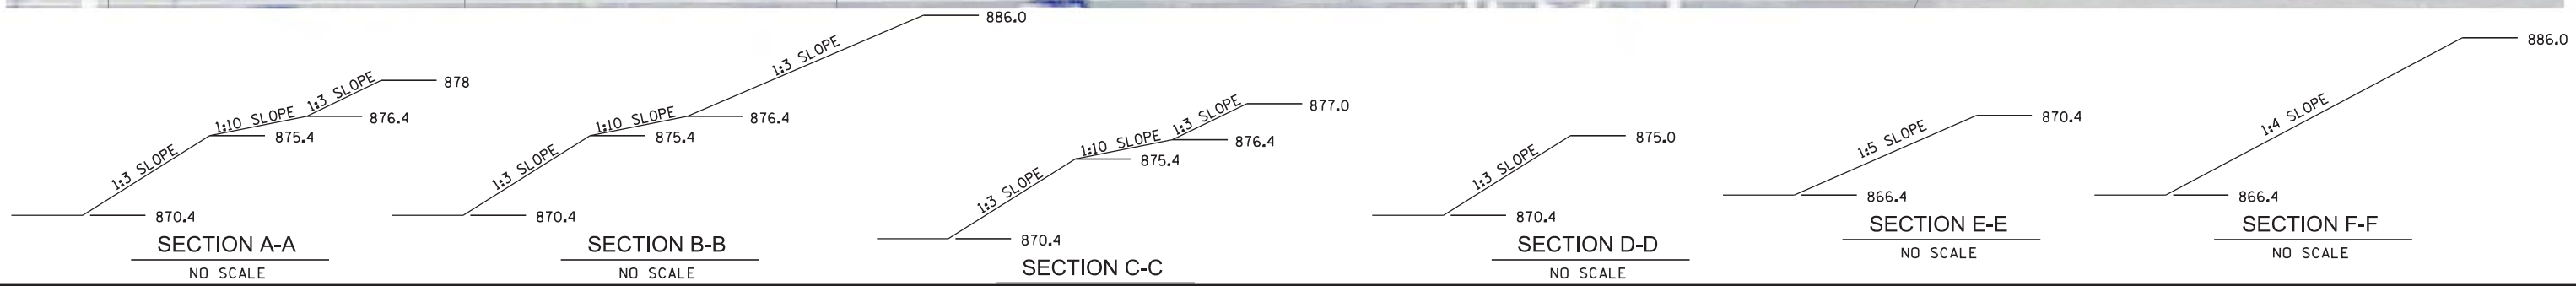 1:3 SLOPE
1:10 SLOPE
1:3 SLOPE
878
876.4
875.4
870.4
SECTION A-A
NO SCALE
1:3 SLOPE
1:10 SLOPE
1:3 SLOPE
886.0
876.4
875.4
870.4
SECTION B-B
NO SCALE
1:3 SLOPE
1:10 SLOPE
1:3 SLOPE
877.0
876.4
875.4
870.4
SECTION C-C
1:3 SLOPE
875.0
870.4
SECTION D-D
NO SCALE
1:5 SLOPE
870.4
866.4
SECTION E-E
NO SCALE
1:4 SLOPE
886.0
866.4
SECTION F-F
NO SCALE